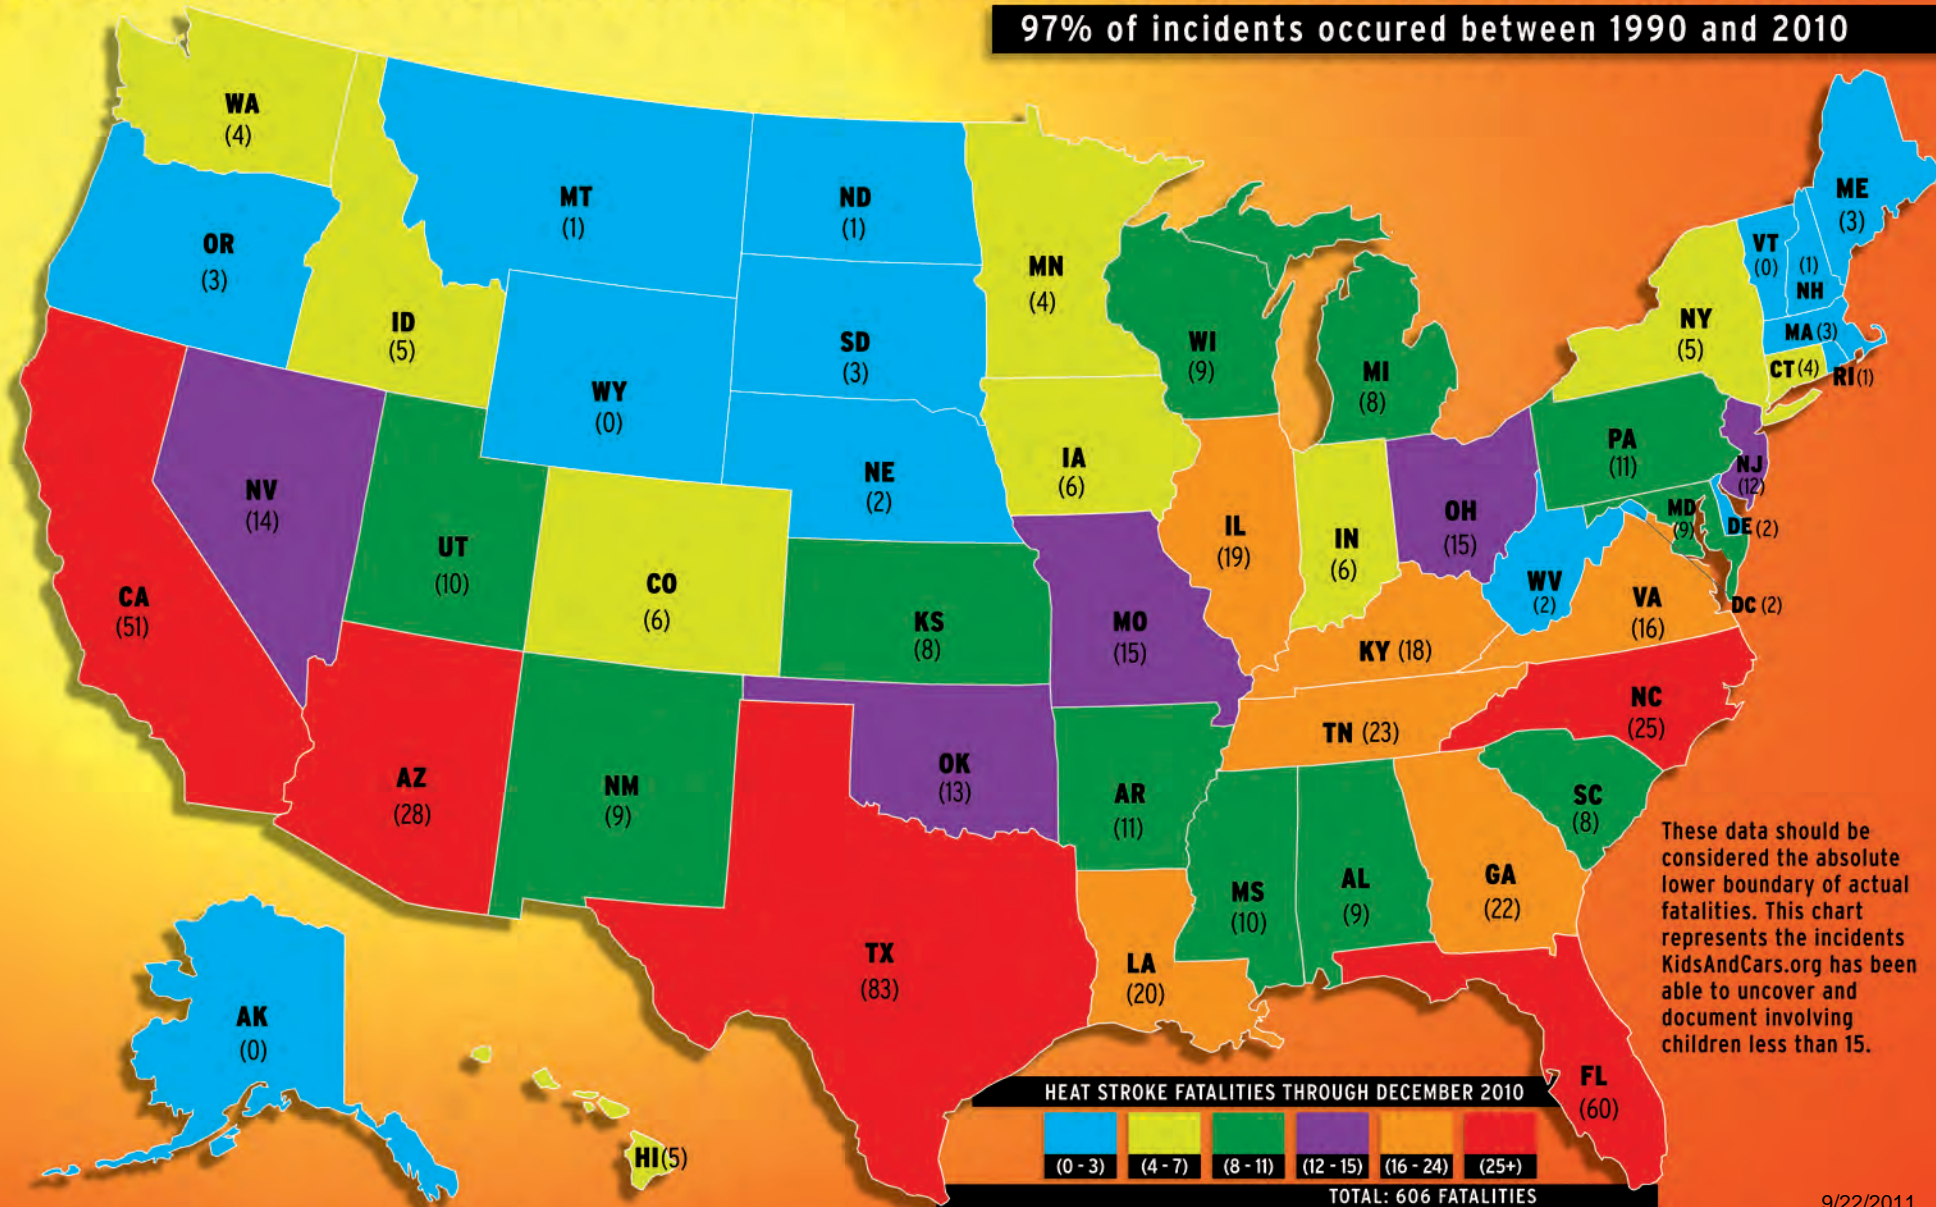 97% of incidents occured between 1990 and 2010
WA
(4)
OR
(3)
ID
(5)
MT
(1)
ND
(1)
MN
(4)
WY
(0)
SD
(3)
NE
(2)
WI
(9)
MI
(8)
IA
(6)
NY
(5)
VT
(0)
(1)
NH
ME
(3)
MA (3)
CT (4)
RI (1)
PA
(11)
NJ
(12)
MD
(9)
DE (2)
DC (2)
CA
(51)
NV
(14)
UT
(10)
CO
(6)
KS
(8)
MO
(15)
IL
(19)
IN
(6)
OH
(15)
WV
(2)
VA
(16)
KY (18)
TN (23)
NC
(25)
SC
(8)
AZ
(28)
NM
(9)
OK
(13)
AR
(11)
MS
(10)
AL
(9)
GA
(22)
TX
(83)
LA
(20)
FL
(60)
AK
(0)
HI (5)
These data should be
considered the absolute
lower boundary of actual
fatalities. This chart
represents the incidents
KidsAndCars.org has been
able to uncover and
document involving
children less than 15.
HEAT STROKE FATALITIES THROUGH DECEMBER 2010
(0 - 3) (4 - 7) (8 - 11) (12 - 15) (16 - 24) (25+)
TOTAL: 606 FATALITIES
9/22/2011